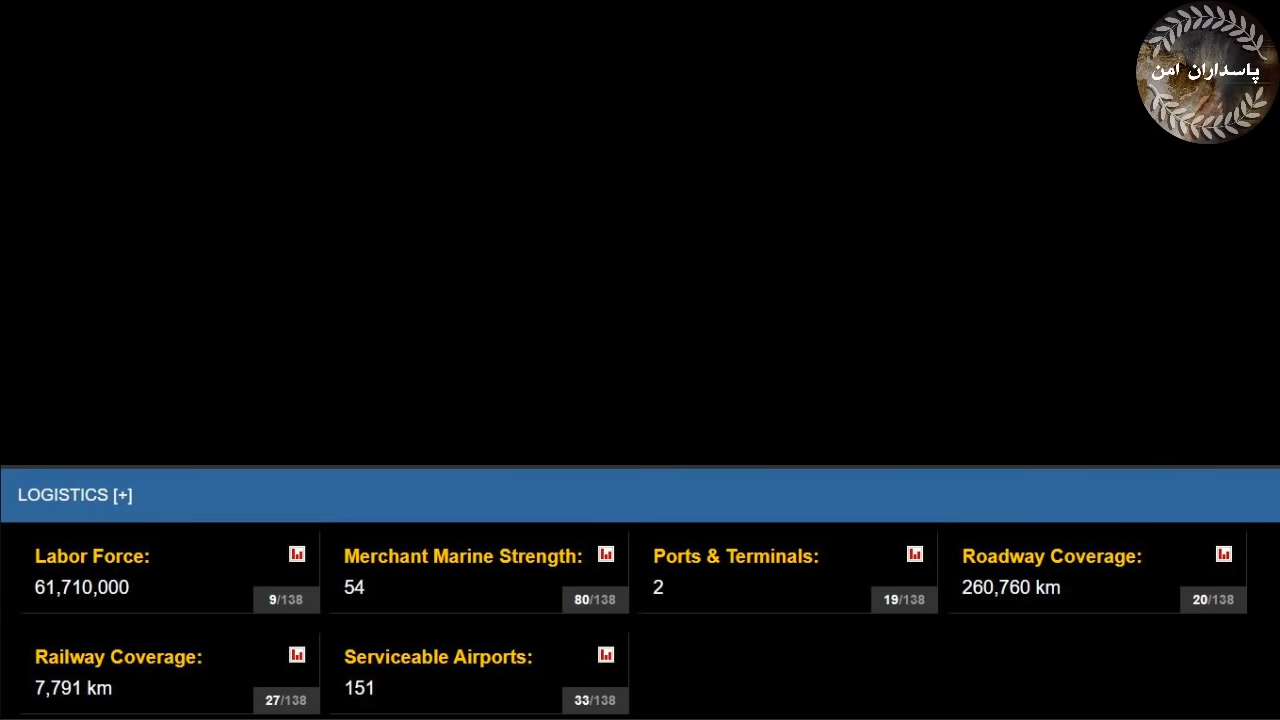 پاسداران امن
LOGISTICS [+]
Labor Force:
61,710,000
9/138
Merchant Marine Strength:
54
80/138
Ports & Terminals:
2
19/138
Roadway Coverage:
260,760 km
20/138
Railway Coverage:
7,791 km
27/138
Serviceable Airports:
151
33/138